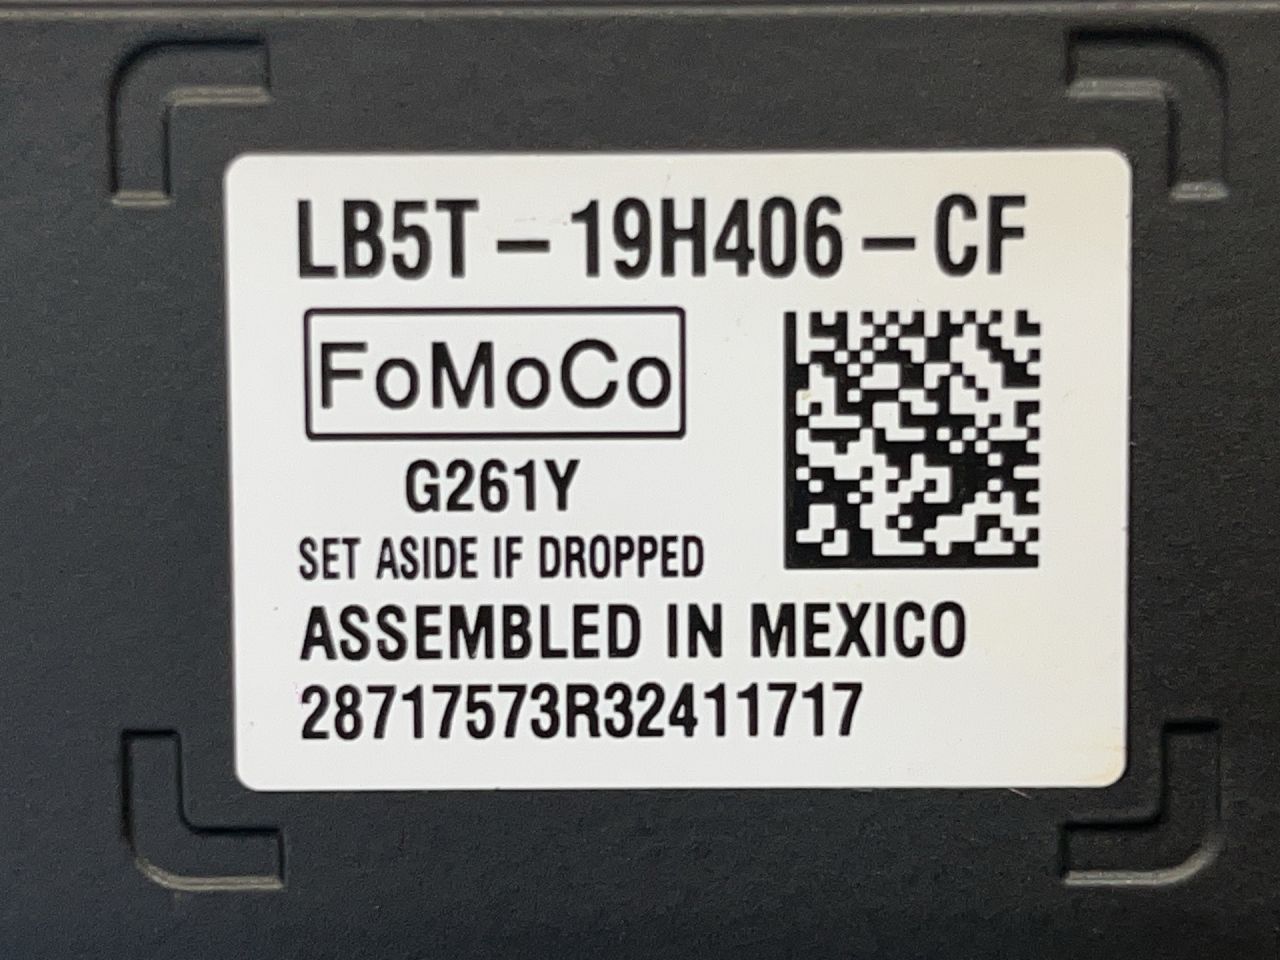 LB5T-19H406-CF
FoMoCo
G261Y
SET ASIDE IF DROPPED
ASSEMBLED IN MEXICO
28717573R32411717